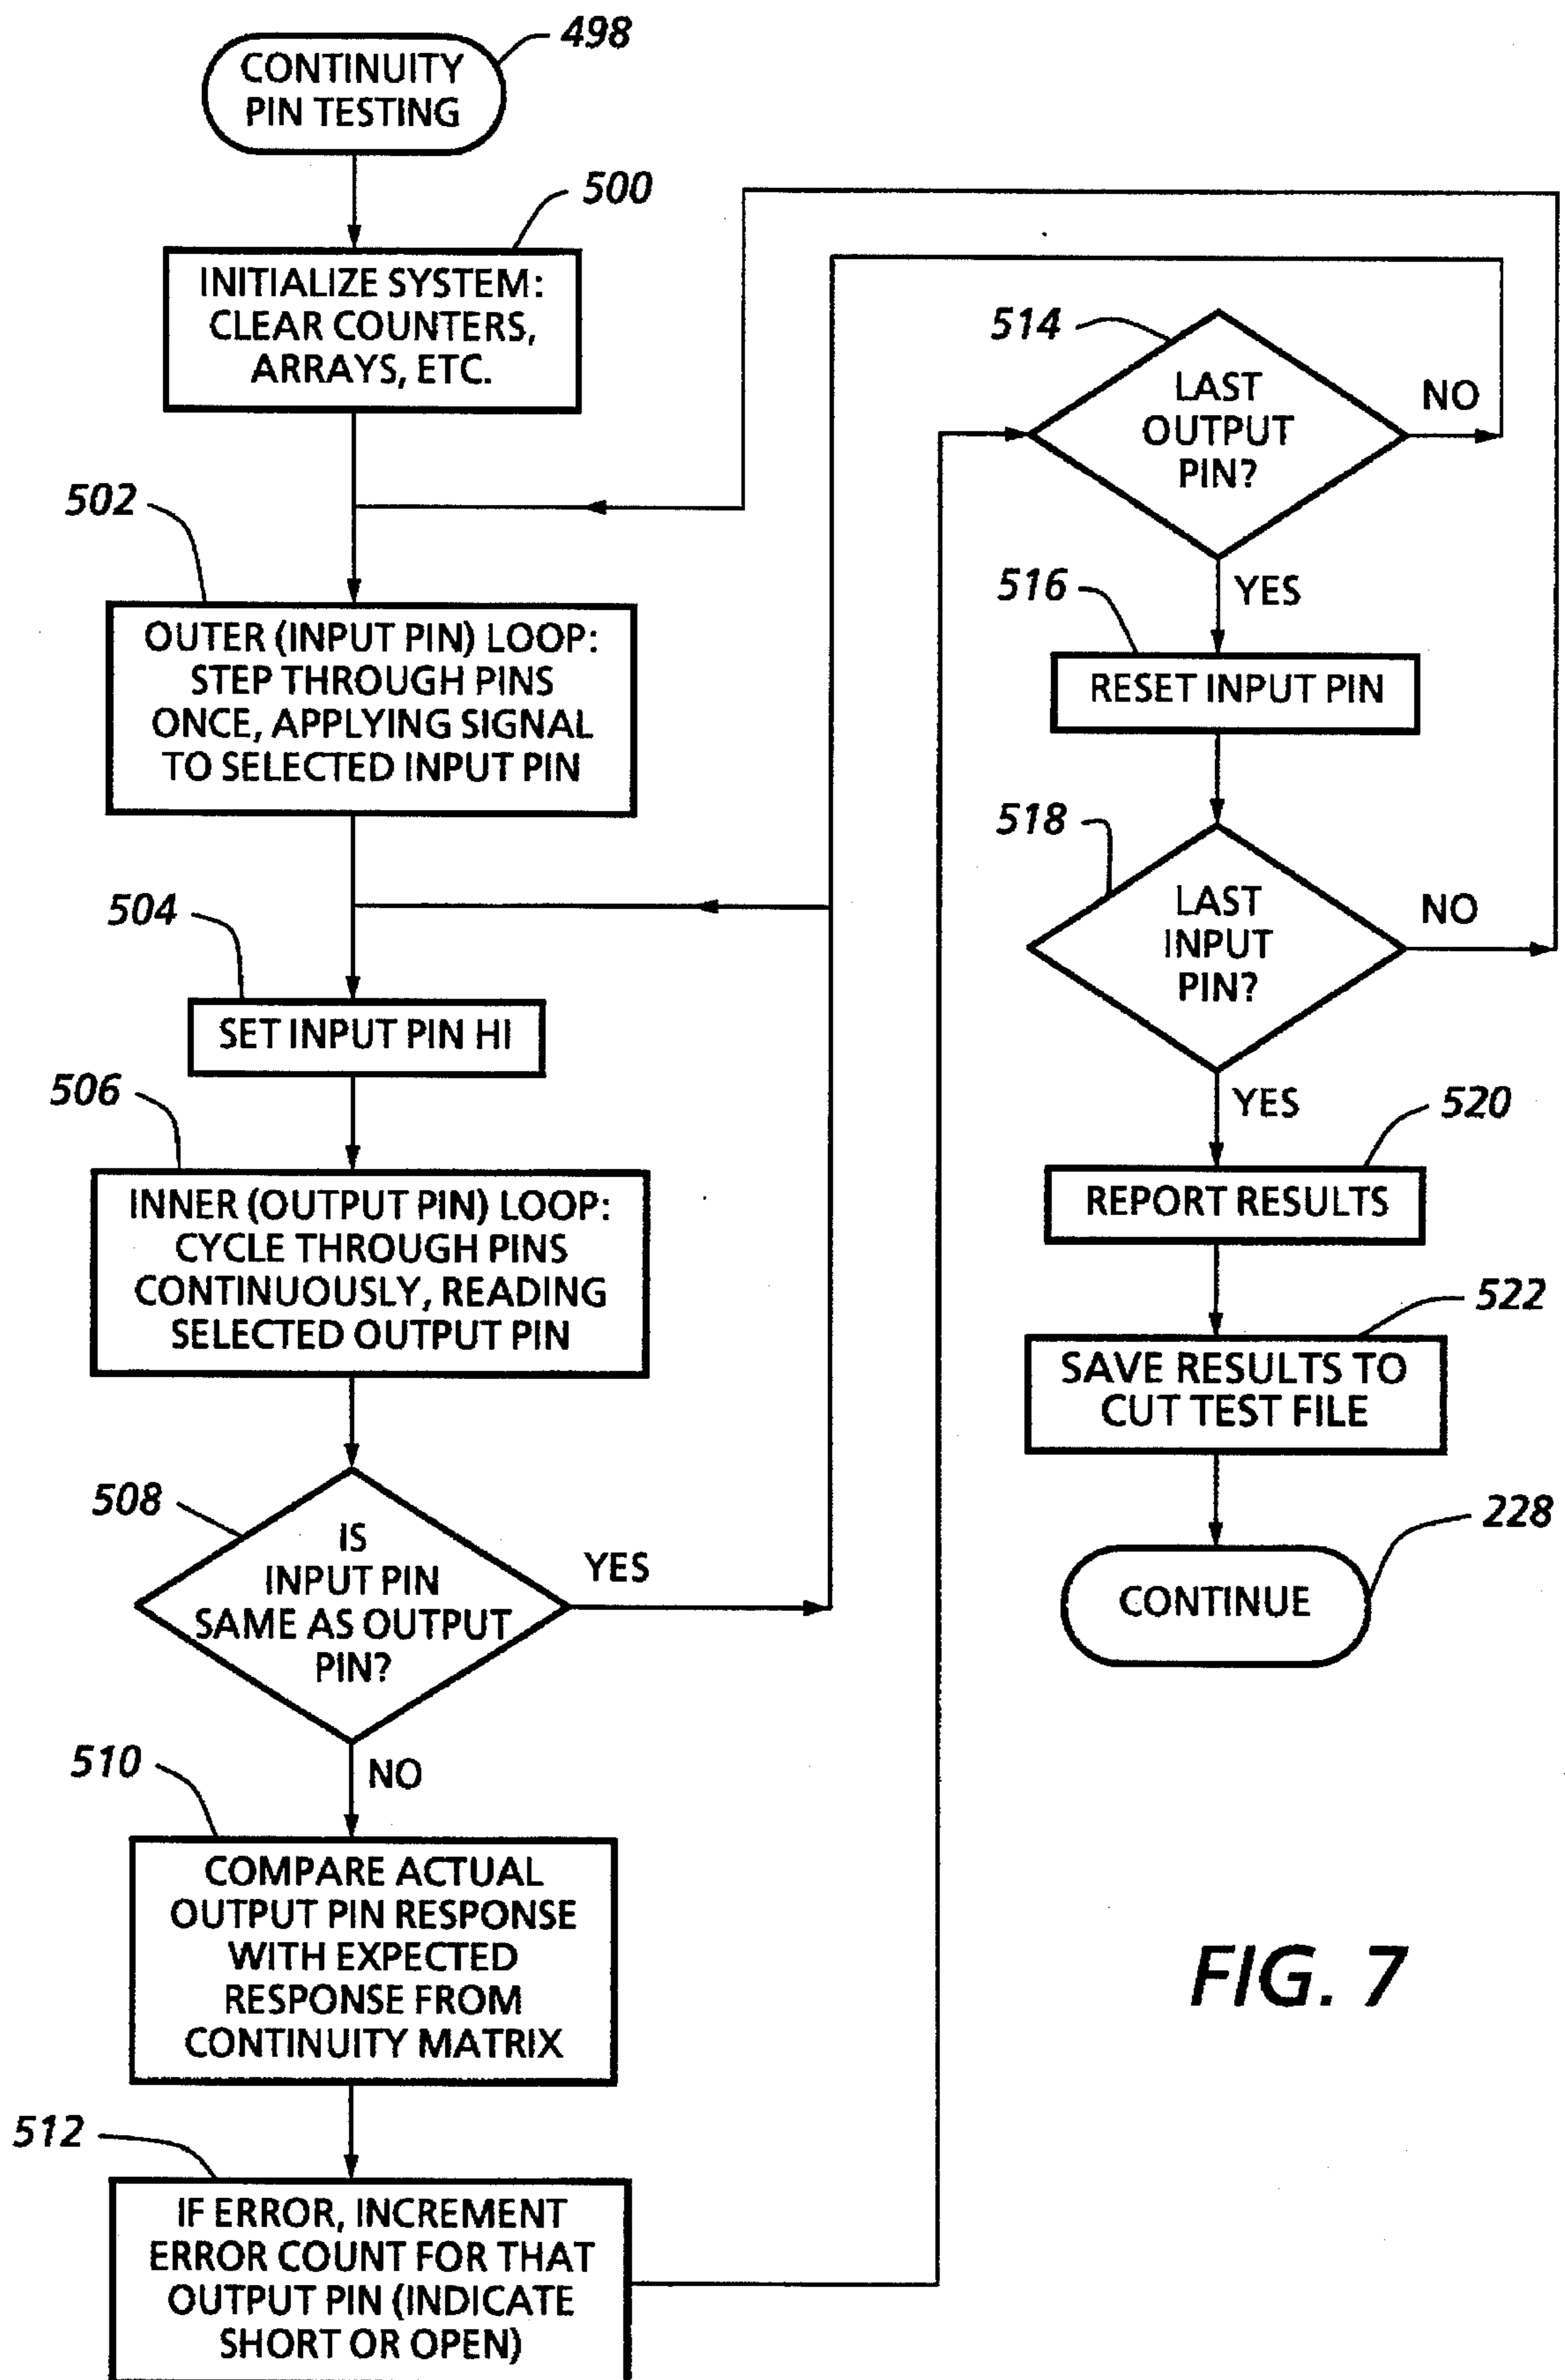 498
CONTINUITY
PIN TESTING
500
INITIALIZE SYSTEM:
CLEAR COUNTERS,
ARRAYS, ETC.
502
OUTER (INPUT PIN) LOOP:
STEP THROUGH PINS
ONCE, APPLYING SIGNAL
TO SELECTED INPUT PIN
504
SET INPUT PIN HI
506
INNER (OUTPUT PIN) LOOP:
CYCLE THROUGH PINS
CONTINUOUSLY, READING
SELECTED OUTPUT PIN
508
IS
INPUT PIN
SAME AS OUTPUT
PIN?
YES
NO
510
COMPARE ACTUAL
OUTPUT PIN RESPONSE
WITH EXPECTED
RESPONSE FROM
CONTINUITY MATRIX
512
IF ERROR, INCREMENT
ERROR COUNT FOR THAT
OUTPUT PIN (INDICATE
SHORT OR OPEN)
514
LAST
OUTPUT
PIN?
NO
YES
516
RESET INPUT PIN
518
LAST
INPUT
PIN?
NO
YES
520
REPORT RESULTS
522
SAVE RESULTS TO
CUT TEST FILE
228
CONTINUE
FIG. 7